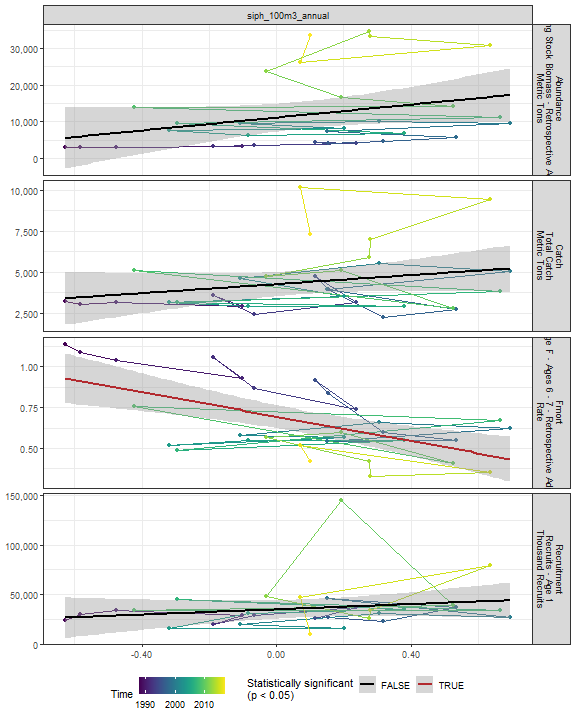 siph_100m3_annual
30,000
20,000
10,000
0
Abundance
Stock Biomass - Retrospective
Metric Tons
10,000
7,500
5,000
2,500
Catch
Total Catch
Metric Tons
1.00
0.75
0.50
Fmort
F - Ages 6 - 7 - Retrospective
Rate
150,000
100,000
50,000
0
Recruitment
Recruits - Age 1
Thousand Recruits
-0.40
0.00
0.40
Time
1990 2000 2010
Statistically significant
(p < 0.05)
FALSE
TRUE